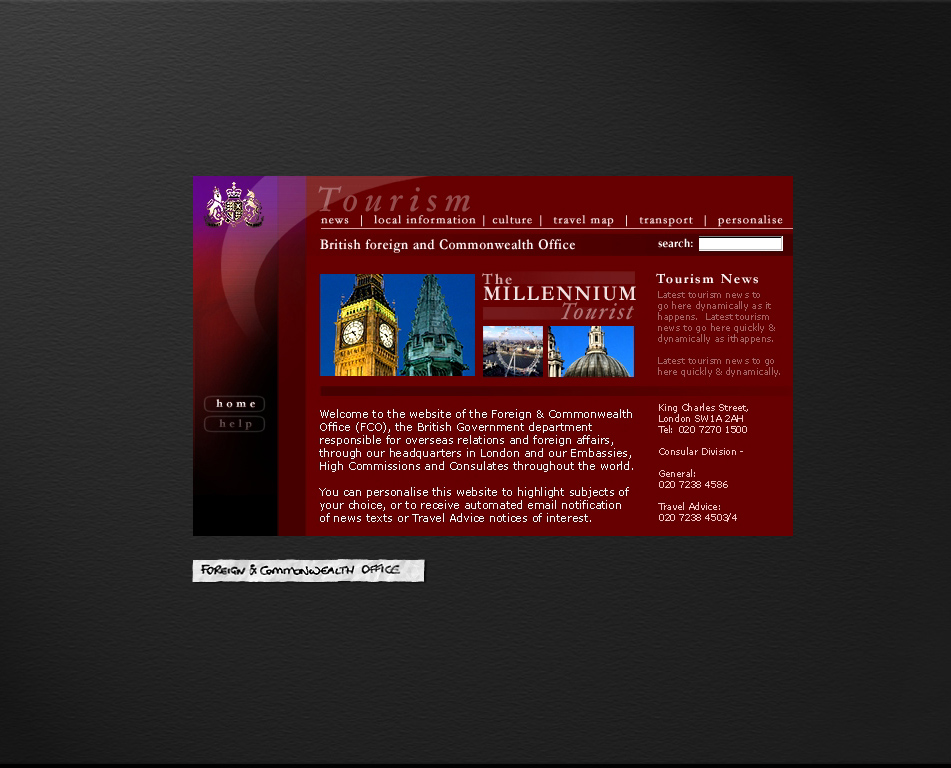 Tourism
news | local information | culture | travel map | transport | personalise
British foreign and Commonwealth Office
search:
The
MILLENNIUM
Tourist
Tourism News
Latest tourism news to
go here dynamically as it
happens. Latest tourism
news to go here quickly &
dynamically as ithappens.
Latest tourism news to go
here quickly & dynamically.
home
help
Welcome to the website of the Foreign & Commonwealth
Office (FCO), the British Government department
responsible for overseas relations and foreign affairs,
through our headquarters in London and our Embassies,
High Commissions and Consulates throughout the world.
You can personalise this website to highlight subjects of
your choice, or to receive automated email notification
of news texts or Travel Advice notices of interest.
King Charles Street,
London SW1A 2AH
Tel: 020 7270 1500
Consular Division -
General:
020 7238 4586
Travel Advice:
020 7238 4503/4
FOREIGN & COMMONWEALTH OFFICE